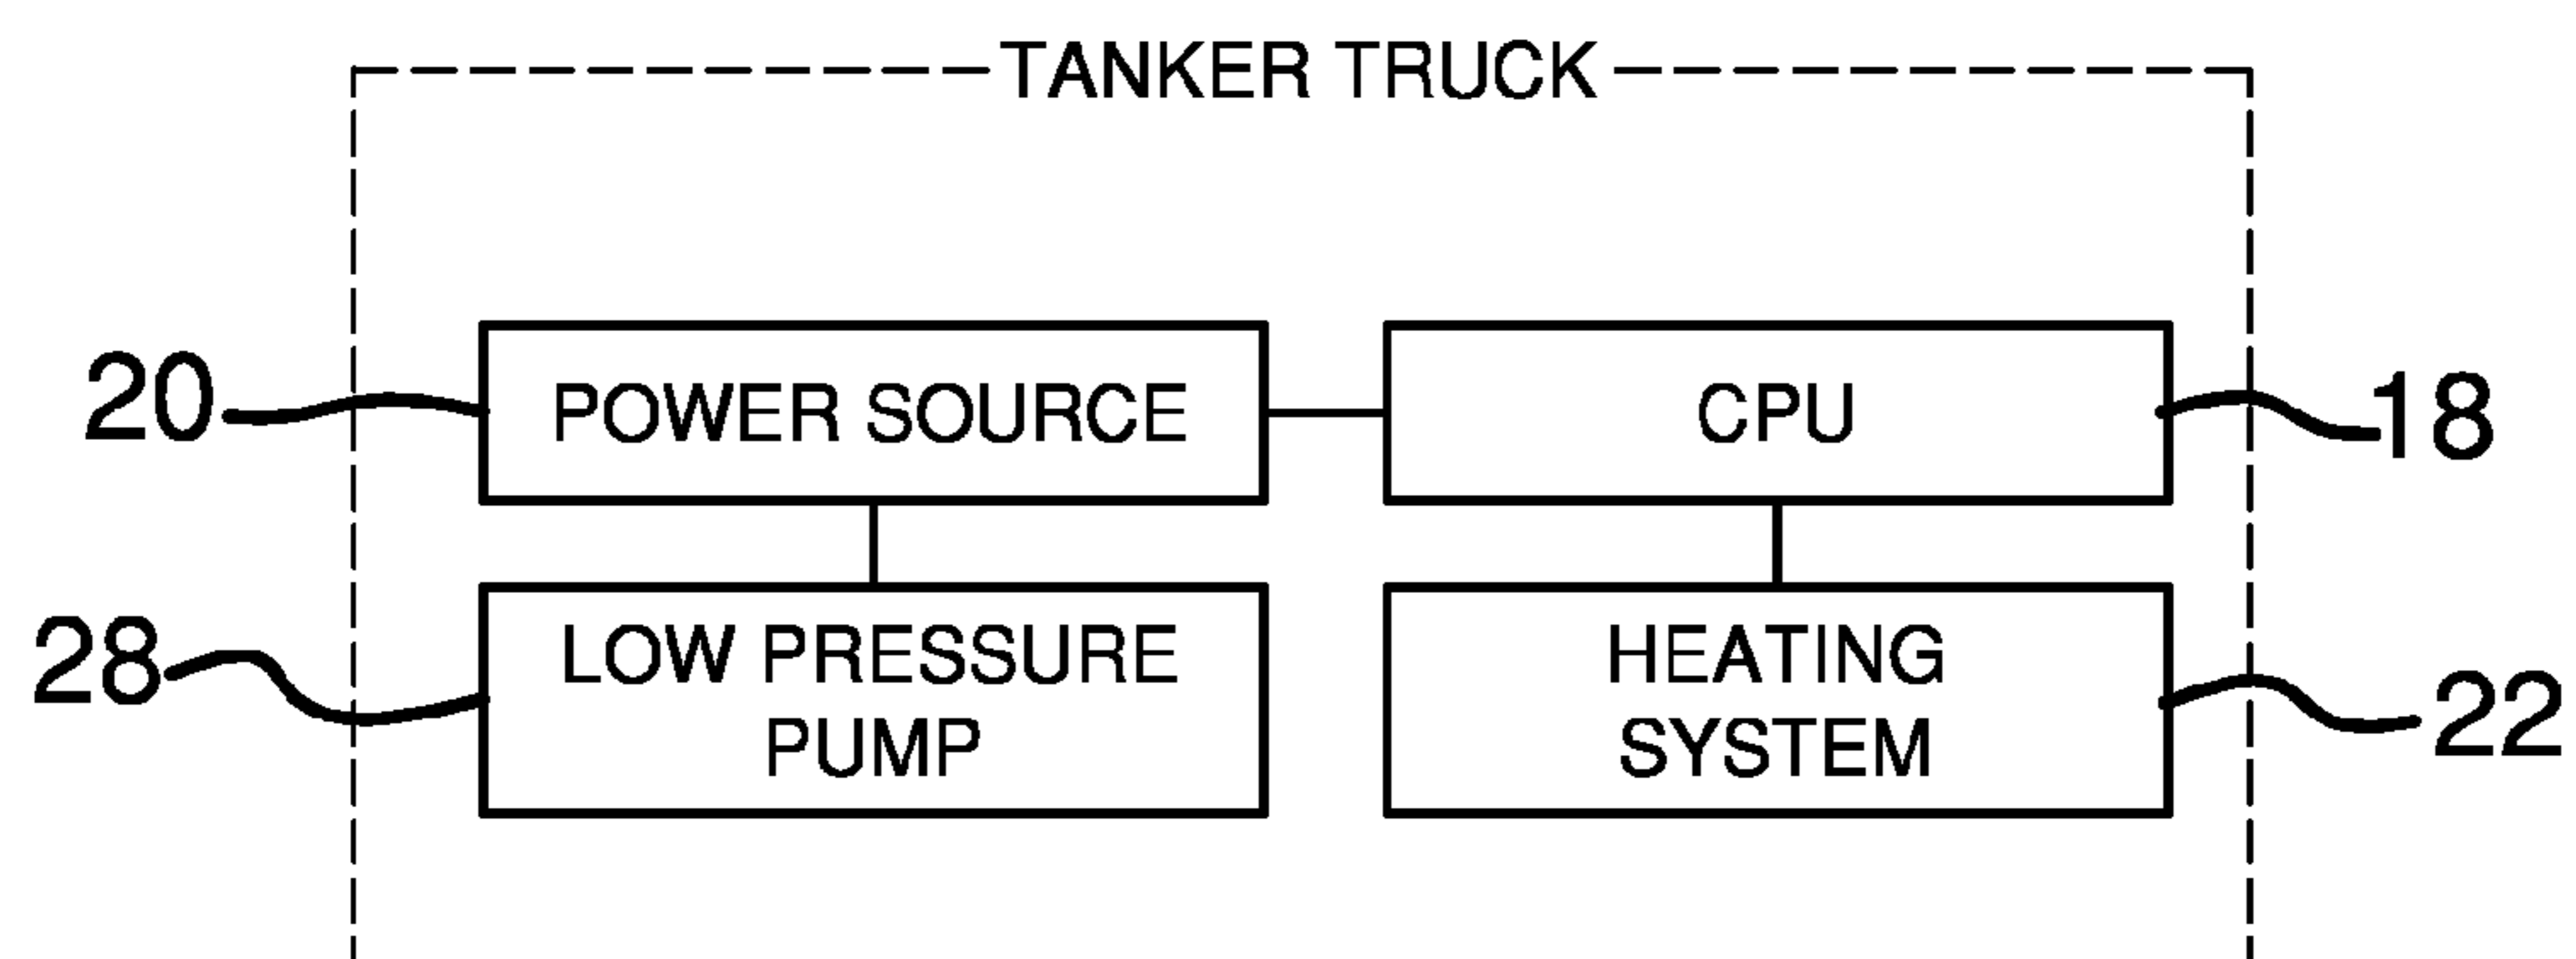 TANKER TRUCK
20
POWER SOURCE
CPU
18
28
LOW PRESSURE
PUMP
HEATING
SYSTEM
22